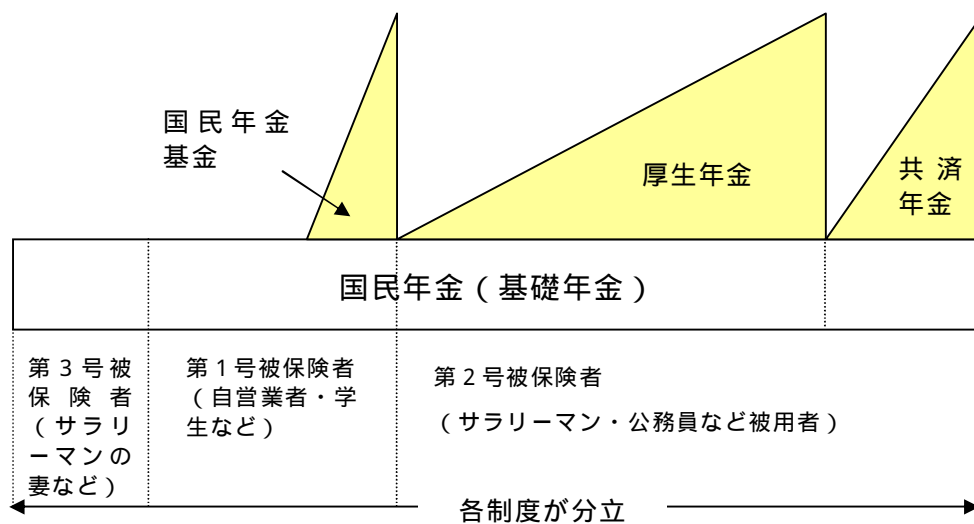 国民年金
基金
厚生年金
共済
年金
国民年金（基礎年金）
第３号被
保険者
（サラリ
ーマンの
妻など）
第１号被保険者
（自営業者・学
生など）
第２号被保険者
（サラリーマン・公務員など被用者）
各制度が分立